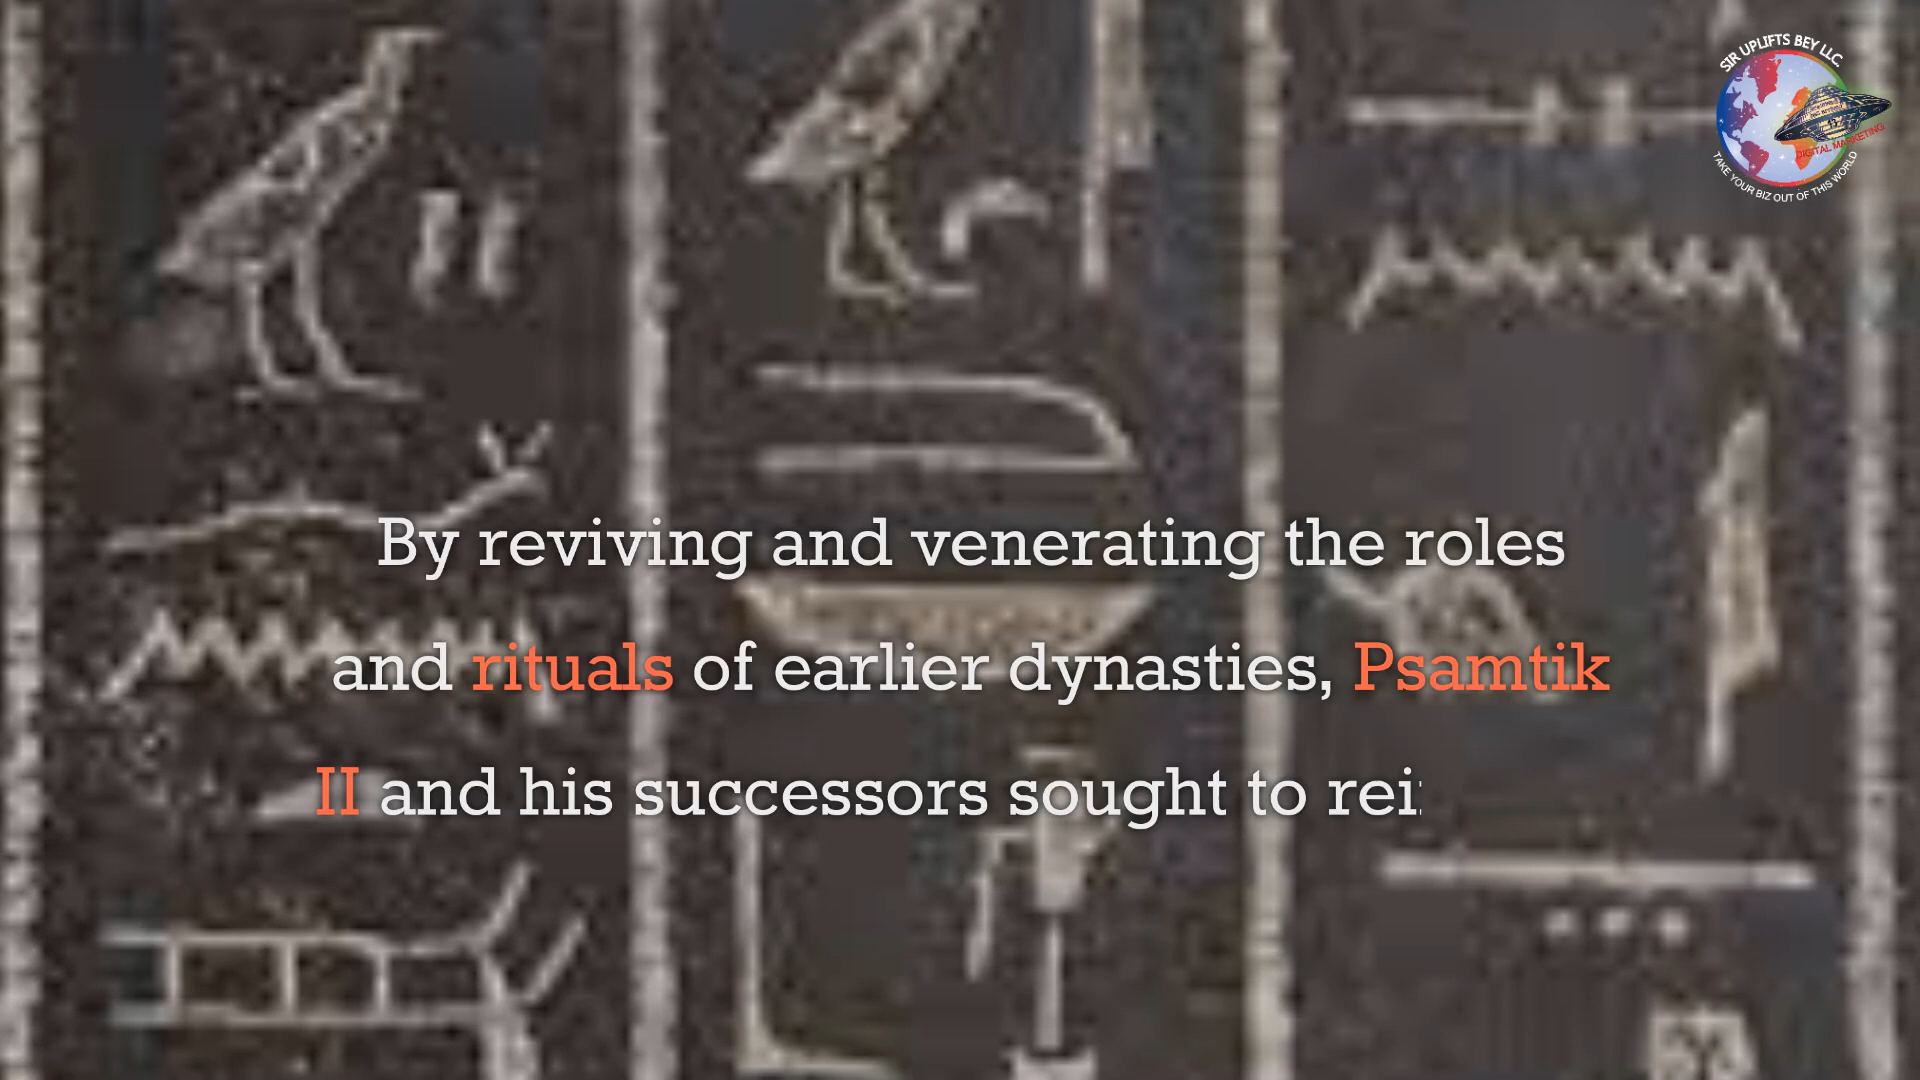 SIR UPLIFTS BEY LLC.
DIGITAL MARKETING
TAKE YOUR BIZ OUT OF THIS WORLD
By reviving and venerating the roles
and rituals of earlier dynasties, Psamtik
II and his successors sought to rei